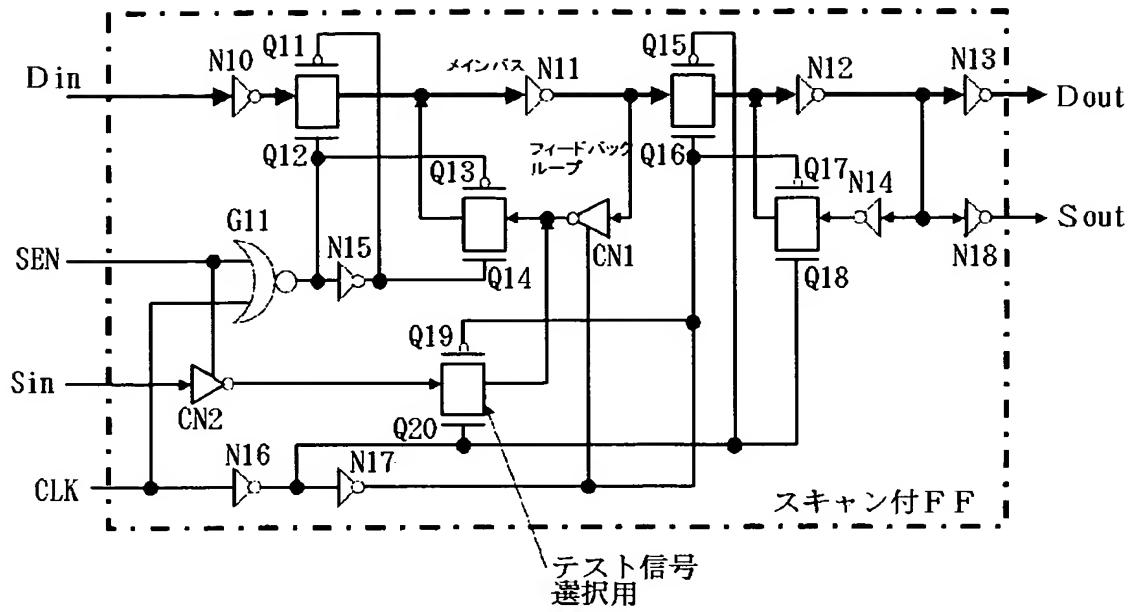 Din
N10
Q11
Q12
メインバス
N11
Q15
Q16
N12
N13
Dout
フィードバック
ループ
Q13
Q14
CN1
Q17
N14
Q18
N18
Sout
G11
SEN
N15
Sin
CN2
Q19
Q20
CLK
N16
N17
スキャン付FF
テスト信号
選択用